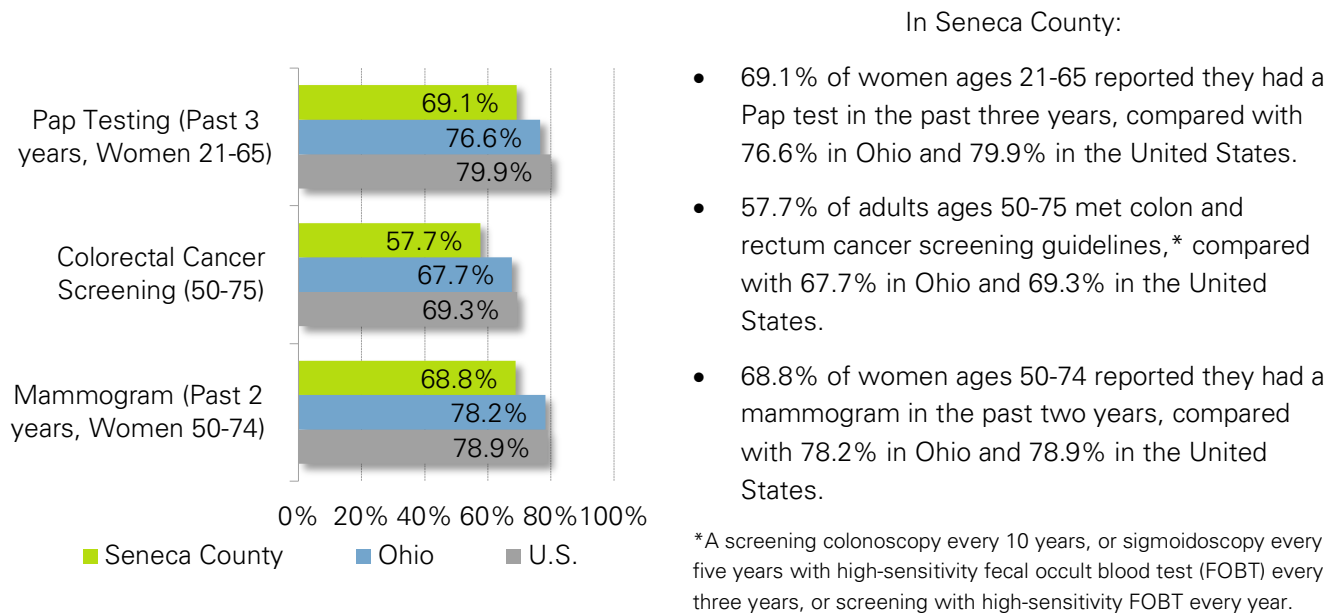 Pap Testing (Past 3
years, Women 21-65)
69.1%
76.6%
79.9%
Colorectal Cancer
Screening (50-75)
57.7%
67.7%
69.3%
Mammogram (Past 2
years, Women 50-74)
68.8%
78.2%
78.9%
0% 20% 40% 60% 80% 100%
Seneca County Ohio U.S.
In Seneca County:
• 69.1% of women ages 21-65 reported they had a
Pap test in the past three years, compared with
76.6% in Ohio and 79.9% in the United States.
• 57.7% of adults ages 50-75 met colon and
rectum cancer screening guidelines,* compared
with 67.7% in Ohio and 69.3% in the United
States.
• 68.8% of women ages 50-74 reported they had a
mammogram in the past two years, compared
with 78.2% in Ohio and 78.9% in the United
States.
*A screening colonoscopy every 10 years, or sigmoidoscopy every
five years with high-sensitivity fecal occult blood test (FOBT) every
three years, or screening with high-sensitivity FOBT every year.